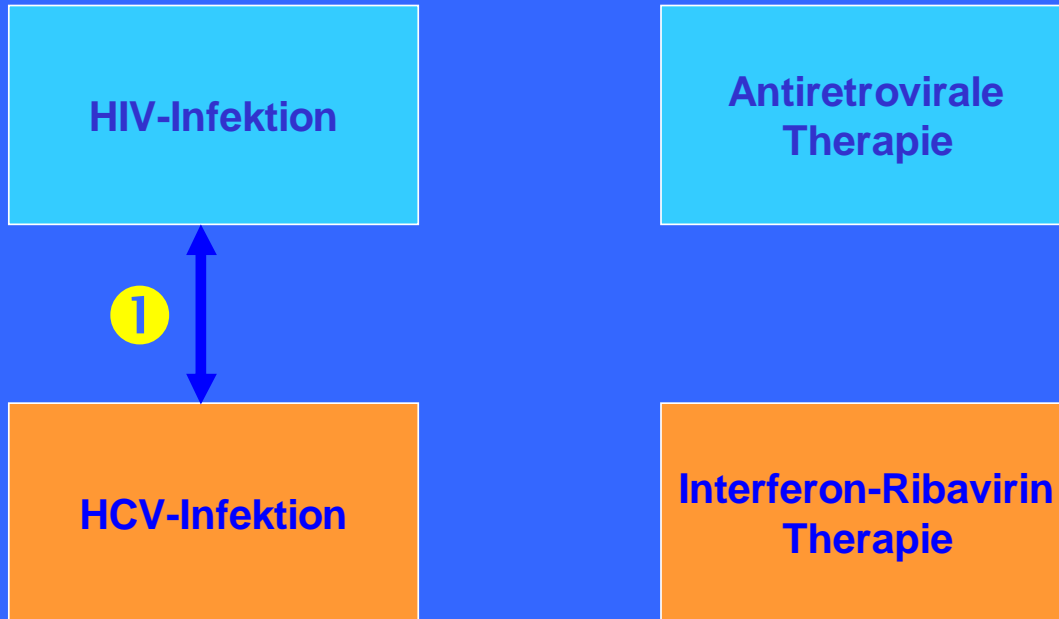 HIV-Infektion
Antiretrovirale
Therapie
1
HCV-Infektion
Interferon-Ribavirin
Therapie